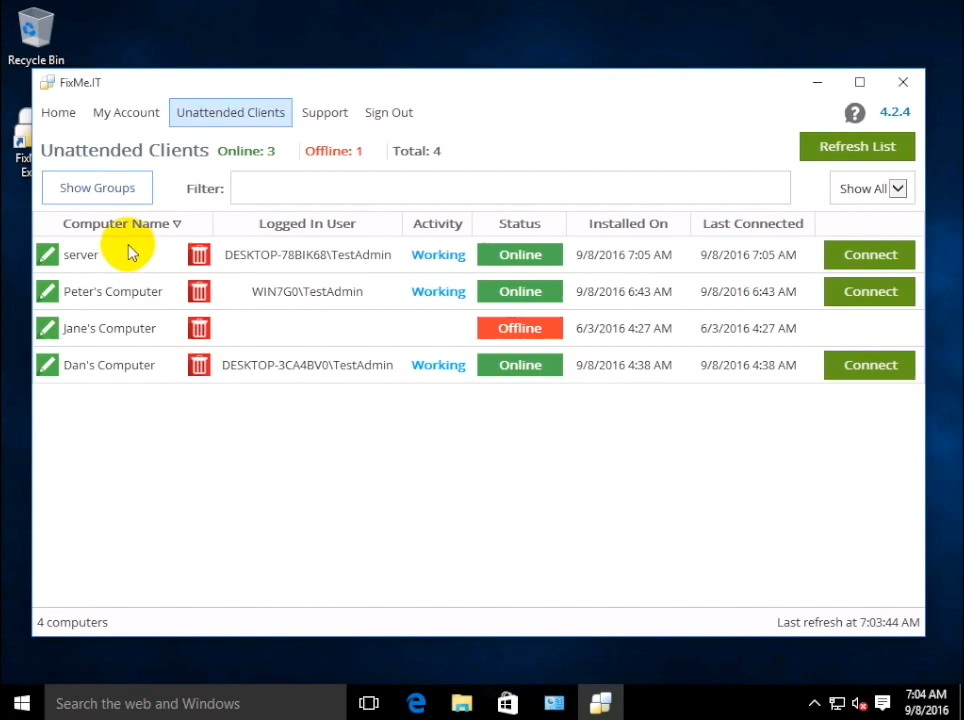 Recycle Bin
FixMe.IT
Home My Account Unattended Clients Support Sign Out 4.2.4
Unattended Clients Online: 3 Offline: 1 Total: 4 Refresh List
Show Groups Filter: Show All
Computer Name Logged In User Activity Status Installed On Last Connected
server DESKTOP-78BIK68\TestAdmin Working Online 9/8/2016 7:05 AM 9/8/2016 7:05 AM Connect
Peter's Computer WIN7G0\TestAdmin Working Online 9/8/2016 6:43 AM 9/8/2016 6:43 AM Connect
Jane's Computer Offline 6/3/2016 4:27 AM 6/3/2016 4:27 AM
Dan's Computer DESKTOP-3CA4BV0\TestAdmin Working Online 9/8/2016 4:38 AM 9/8/2016 4:38 AM Connect
4 computers Last refresh at 7:03:44 AM
Search the web and Windows
7:04 AM
9/8/2016